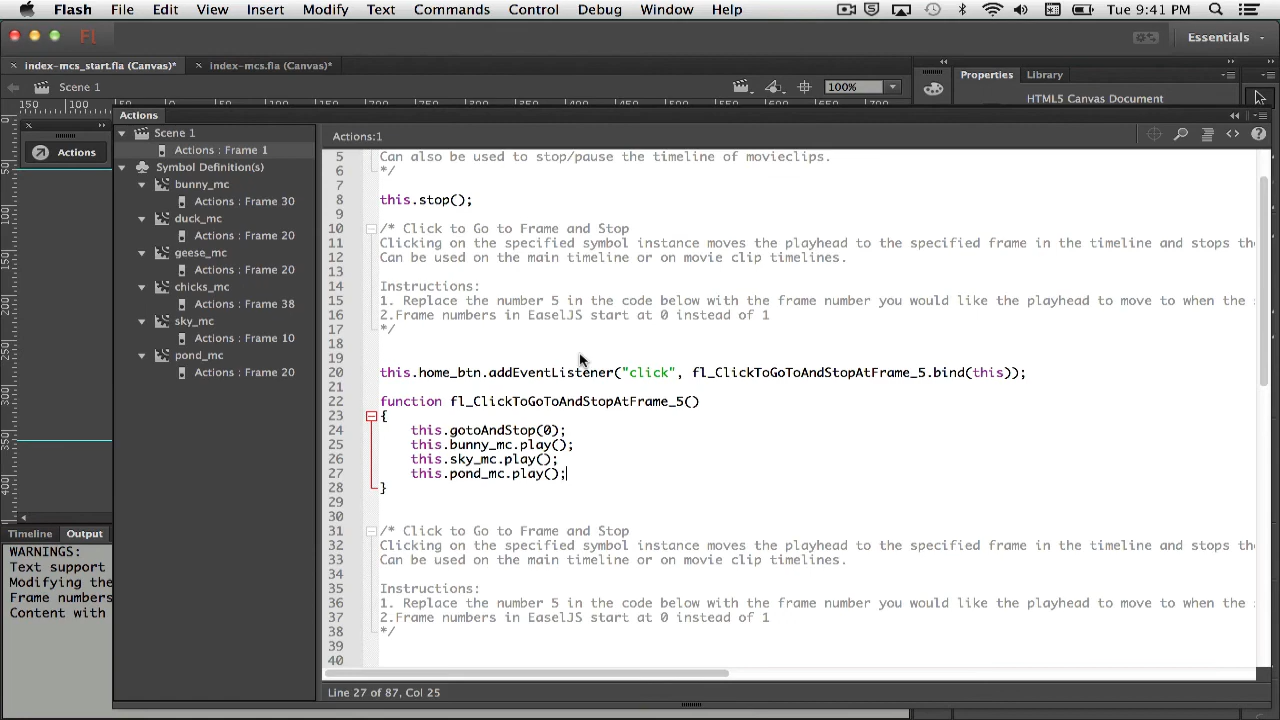 Flash File Edit View Insert Modify Text Commands Control Debug Window Help Tue 9:41 PM
Fl Essentials
index-mcs_start.fla (Canvas)* index-mcs.fla (Canvas)* Properties Library
Scene 1 100% HTML5 Canvas Document
Actions
Actions
Scene 1
Actions : Frame 1
Symbol Definition(s)
bunny_mc
Actions : Frame 30
duck_mc
Actions : Frame 20
geese_mc
Actions : Frame 20
chicks_mc
Actions : Frame 38
sky_mc
Actions : Frame 10
pond_mc
Actions : Frame 20
Actions:1
5 Can also be used to stop/pause the timeline of movieclips.
6 */
7
8 this.stop();
9
10 /* Click to Go to Frame and Stop
11 Clicking on the specified symbol instance moves the playhead to the specified frame in the timeline and stops the
12 Can be used on the main timeline or on movie clip timelines.
13
14 Instructions:
15 1. Replace the number 5 in the code below with the frame number you would like the playhead to move to when the
16 2.Frame numbers in EaselJS start at 0 instead of 1
17 */
18
19
20 this.home_btn.addEventListener("click", fl_ClickToGoToAndStopAtFrame_5.bind(this));
21
22 function fl_ClickToGoToAndStopAtFrame_5()
23 {
24 this.gotoAndStop(0);
25 this.bunny_mc.play();
26 this.sky_mc.play();
27 this.pond_mc.play();
28 }
29
30
31 /* Click to Go to Frame and Stop
32 Clicking on the specified symbol instance moves the playhead to the specified frame in the timeline and stops the
33 Can be used on the main timeline or on movie clip timelines.
34
35 Instructions:
36 1. Replace the number 5 in the code below with the frame number you would like the playhead to move to when the
37 2.Frame numbers in EaselJS start at 0 instead of 1
38 */
39
40
Line 27 of 87, Col 25
Timeline Output
WARNINGS:
Text support
Modifying the
Frame numbers
Content with